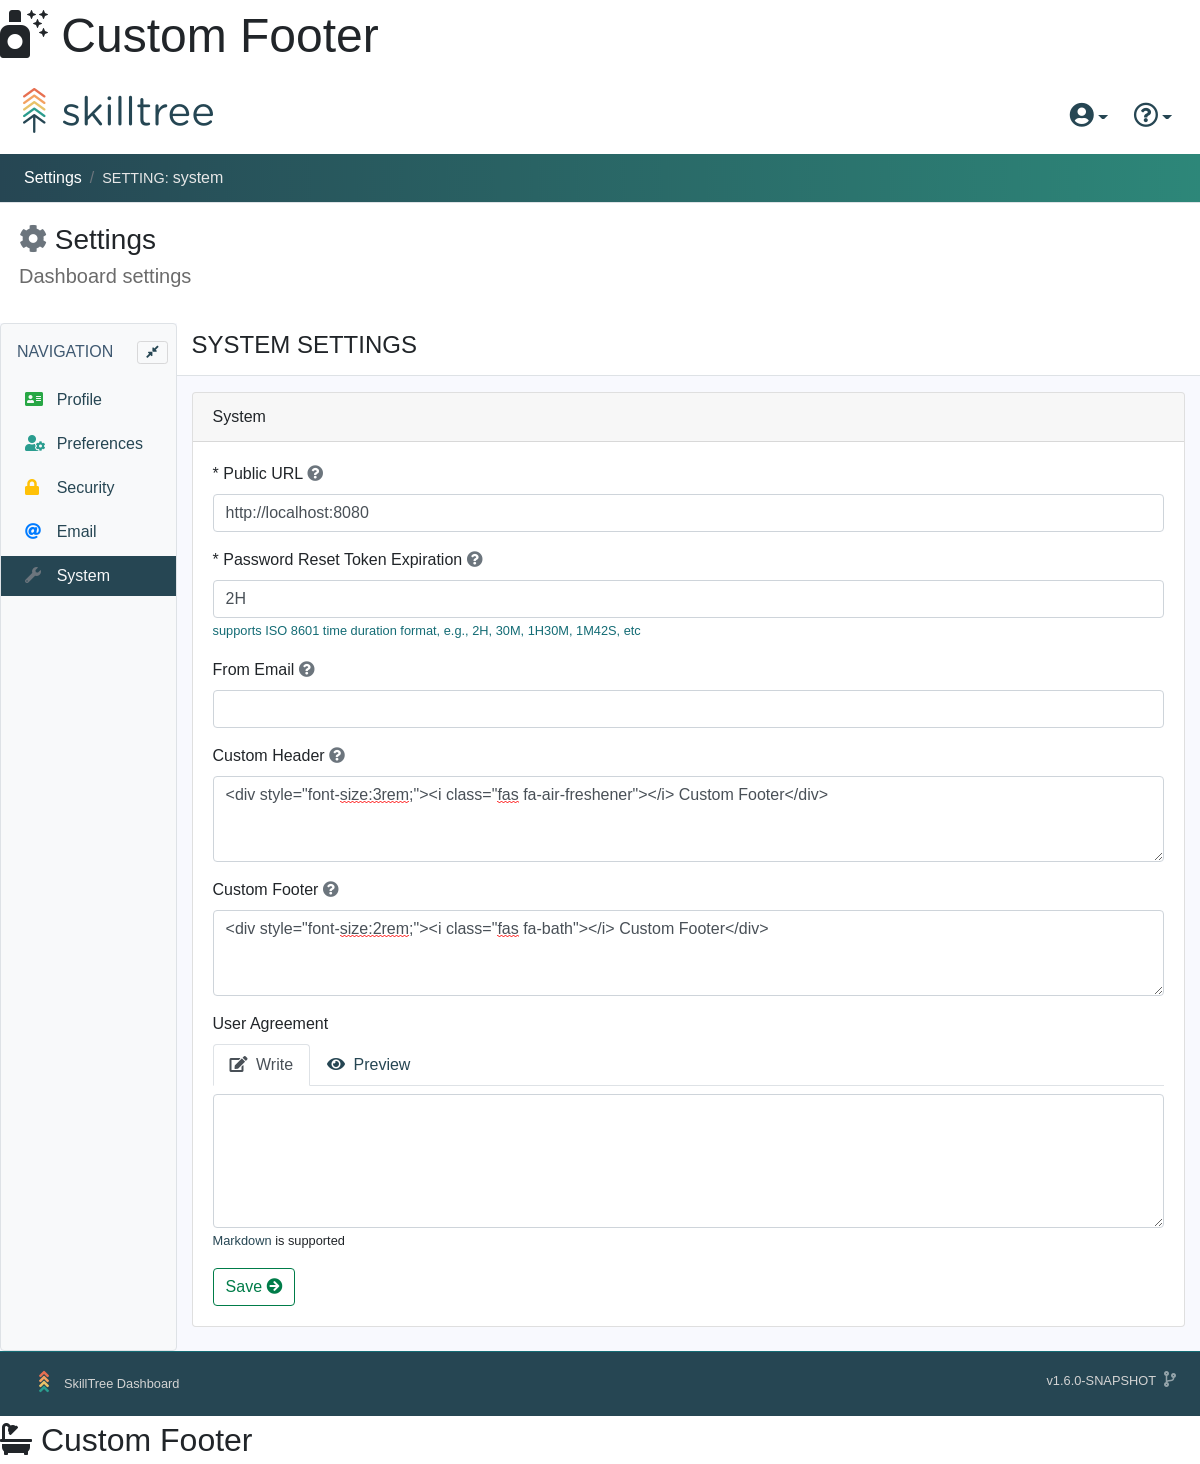 Custom Footer
skilltree
Settings / SETTING: system
Settings
Dashboard settings
NAVIGATION
Profile
Preferences
Security
Email
System
SYSTEM SETTINGS
System
* Public URL
http://localhost:8080
* Password Reset Token Expiration
2H
supports ISO 8601 time duration format, e.g., 2H, 30M, 1H30M, 1M42S, etc
From Email
Custom Header
<div style="font-size:3rem;"><i class="fas fa-air-freshener"></i> Custom Footer</div>
Custom Footer
<div style="font-size:2rem;"><i class="fas fa-bath"></i> Custom Footer</div>
User Agreement
Write Preview
Markdown is supported
Save
SkillTree Dashboard v1.6.0-SNAPSHOT
Custom Footer